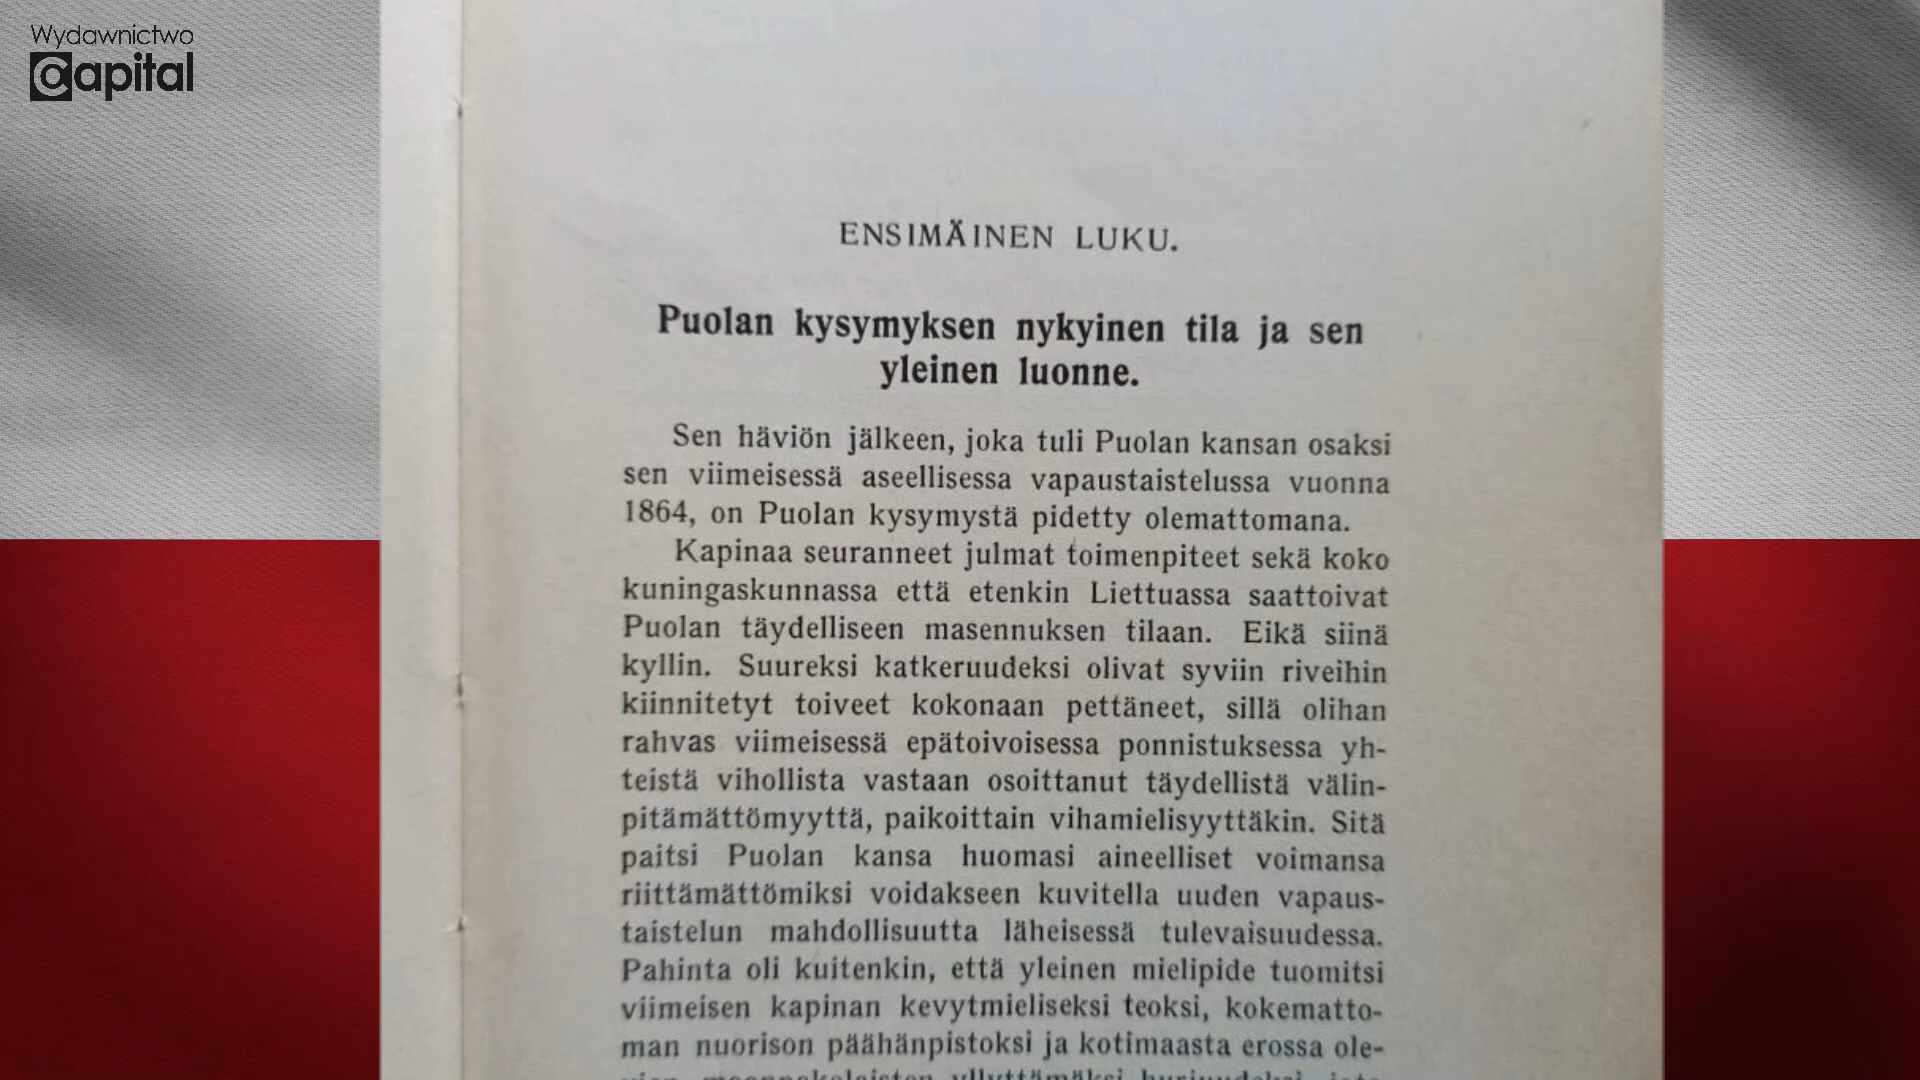 Wydawnictwo
Capital
ENSIMÄINEN LUKU.
Puolan kysymyksen nykyinen tila ja sen
yleinen luonne.
Sen häviön jälkeen, joka tuli Puolan kansan osaksi
sen viimeisessä aseellisessa vapaustaistelussa vuonna
1864, on Puolan kysymystä pidetty olemattomana.
Kapinaa seuranneet julmat toimenpiteet sekä koko
kuningaskunnassa että etenkin Liettuassa saattoivat
Puolan täydelliseen masennuksen tilaan. Eikä siinä
kyllin. Suureksi katkeruudeksi olivat syviin riveihin
kiinnitetyt toiveet kokonaan pettäneet, sillä olihan
rahvas viimeisessä epätoivoisessa ponnistuksessa yh-
teistä vihollista vastaan osoittanut täydellistä välin-
pitämättömyyttä, paikoittain vihamielisyyttäkin. Sitä
paitsi Puolan kansa huomasi aineelliset voimansa
riittämättömiksi voidakseen kuvitella uuden vapaus-
taistelun mahdollisuutta läheisessä tulevaisuudessa.
Pahinta oli kuitenkin, että yleinen mielipide tuomitsi
viimeisen kapinan kevytmieliseksi teoksi, kokematto-
man nuorison päähänpistoksi ja kotimaasta erossa ole-